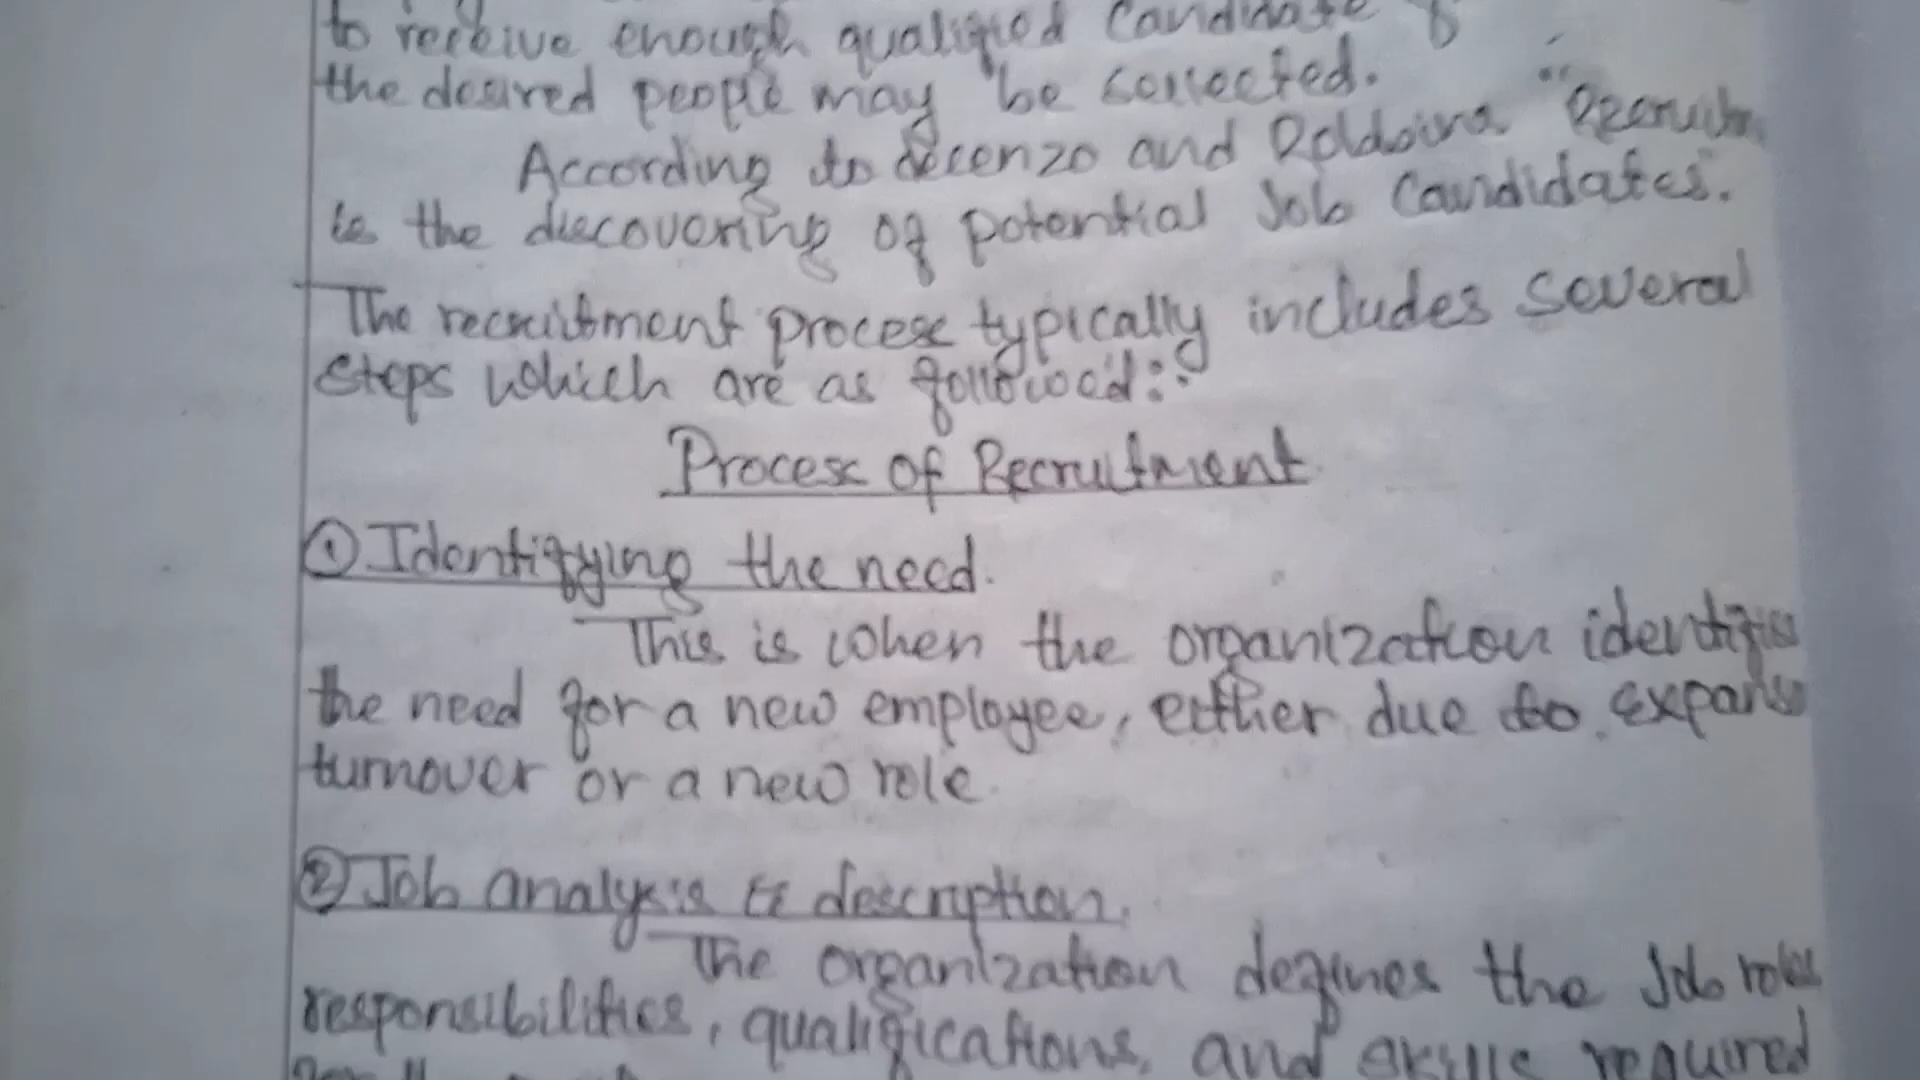 to receive enough qualified candidate
the desired people may be selected.
According to decenzo and Robbins "Recruitm
is the discovering of potential Job Candidates".
The recruitment process typically includes several
steps which are as followed:-
Process of Recruitment
① Identifying the need.
This is when the organization identifies
the need for a new employee, either due to expans
turnover or a new role.
② Job analysis & description.
The organization defines the Job roles
responsibilities, qualifications, and skills required